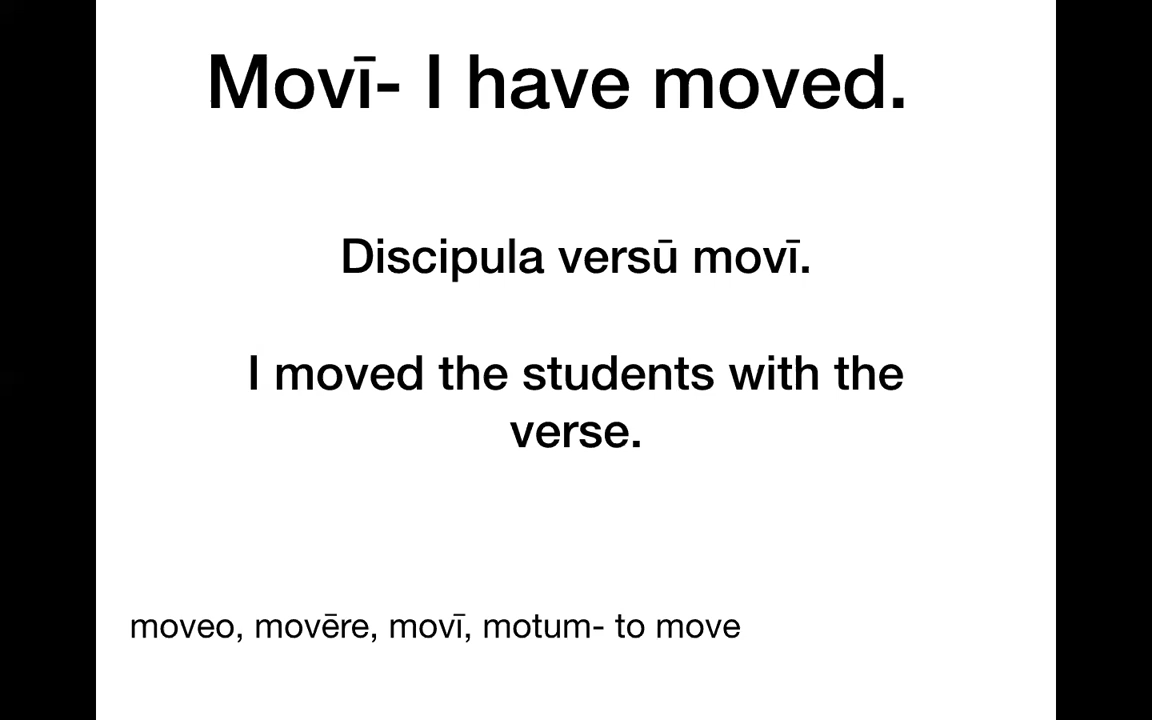 Movī- I have moved.
Discipula versū movī.
I moved the students with the
verse.
moveo, movēre, movī, motum- to move